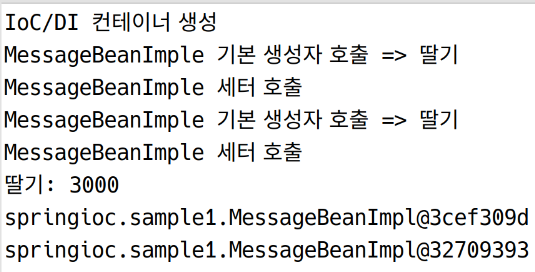 IoC/DI 컨테이너 생성
MessageBeanImple 기본 생성자 호출 => 딸기
MessageBeanImple 세터 호출
MessageBeanImple 기본 생성자 호출 => 딸기
MessageBeanImple 세터 호출
딸기: 3000
springioc.sample1.MessageBeanImpl@3cef309d
springioc.sample1.MessageBeanImpl@32709393